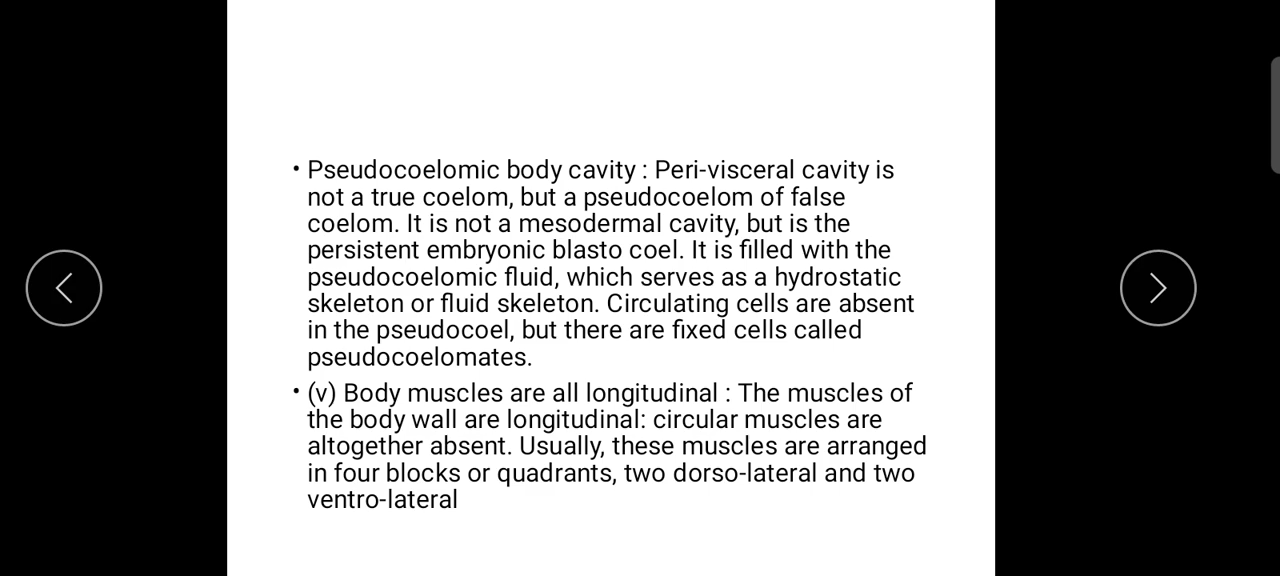 • Pseudocoelomic body cavity : Peri-visceral cavity is
not a true coelom, but a pseudocoelom of false
coelom. It is not a mesodermal cavity, but is the
persistent embryonic blasto coel. It is filled with the
pseudocoelomic fluid, which serves as a hydrostatic
skeleton or fluid skeleton. Circulating cells are absent
in the pseudocoel, but there are fixed cells called
pseudocoelomates.
• (v) Body muscles are all longitudinal : The muscles of
the body wall are longitudinal: circular muscles are
altogether absent. Usually, these muscles are arranged
in four blocks or quadrants, two dorso-lateral and two
ventro-lateral